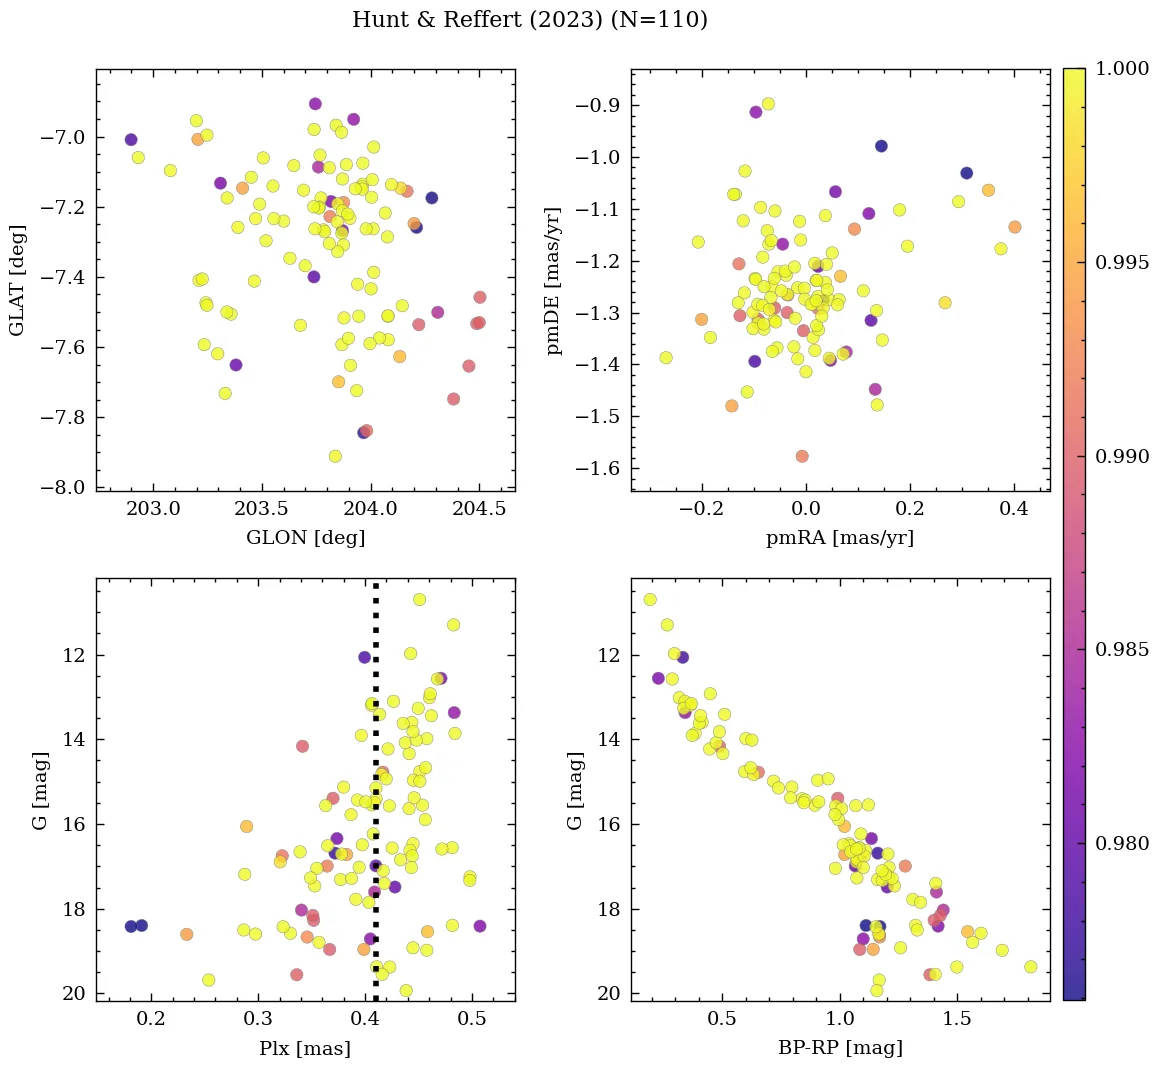 Hunt & Reffert (2023) (N=110)
−7.0
−7.2
−7.4
−7.6
−7.8
−8.0
GLAT [deg]
203.0 203.5 204.0 204.5
GLON [deg]
−0.9
−1.0
−1.1
−1.2
−1.3
−1.4
−1.5
−1.6
pmDE [mas/yr]
−0.2 0.0 0.2 0.4
pmRA [mas/yr]
1.000
0.995
0.990
0.985
0.980
12
14
16
18
20
G [mag]
0.2 0.3 0.4 0.5
Plx [mas]
12
14
16
18
20
G [mag]
0.5 1.0 1.5
BP-RP [mag]